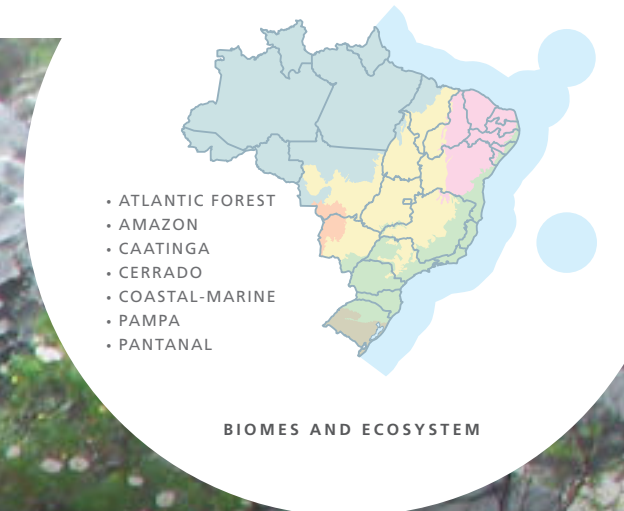 • ATLANTIC FOREST
• AMAZON
• CAATINGA
• CERRADO
• COASTAL-MARINE
• PAMPA
• PANTANAL
BIOMES AND ECOSYSTEM